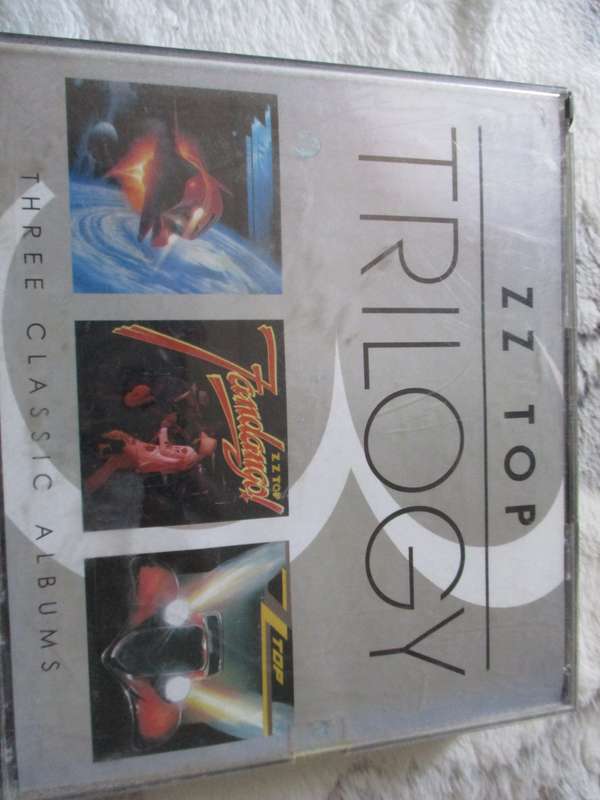 ZZ TOP
TRILOGY
ZZ TOP
Fandango!
ZZ TOP
THREE CLASSIC ALBUMS